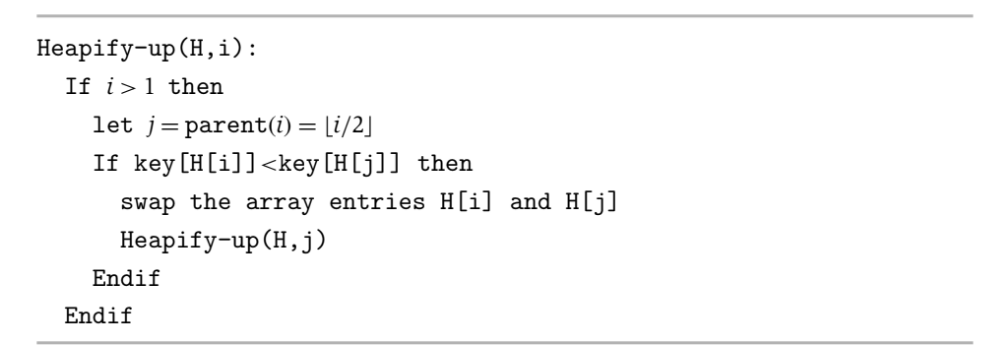 Heapify-up(H,i):
If i > 1 then
let j = parent(i) = ⌊i/2⌋
If key[H[i]]<key[H[j]] then
swap the array entries H[i] and H[j]
Heapify-up(H,j)
Endif
Endif